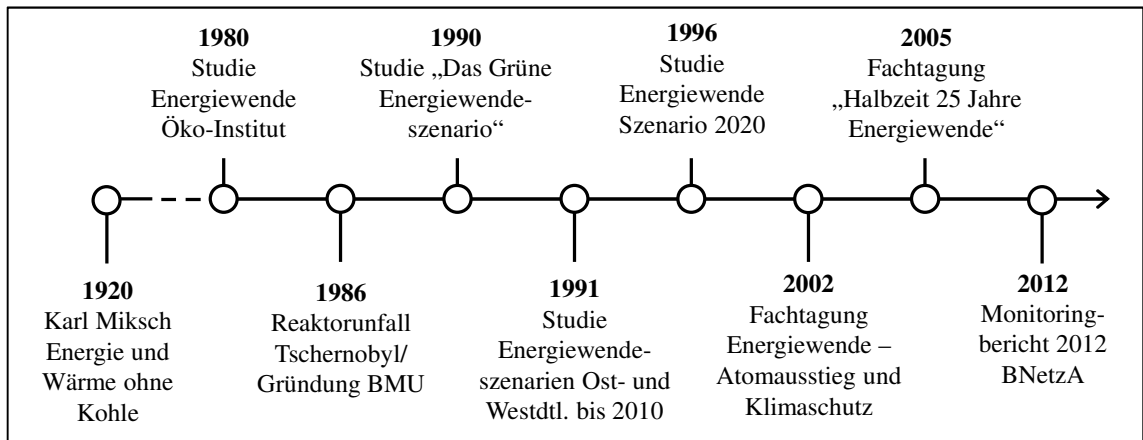 1980
Studie
Energiewende
Öko-Institut
1990
Studie „Das Grüne
Energiewende-
szenario“
1996
Studie
Energiewende
Szenario 2020
2005
Fachtagung
„Halbzeit 25 Jahre
Energiewende“
1920
Karl Miksch
Energie und
Wärme ohne
Kohle
1986
Reaktorunfall
Tschernobyl/
Gründung BMU
1991
Studie
Energiewende-
szenarien Ost- und
Westdtl. bis 2010
2002
Fachtagung
Energiewende –
Atomausstieg und
Klimaschutz
2012
Monitoring-
bericht 2012
BNetzA